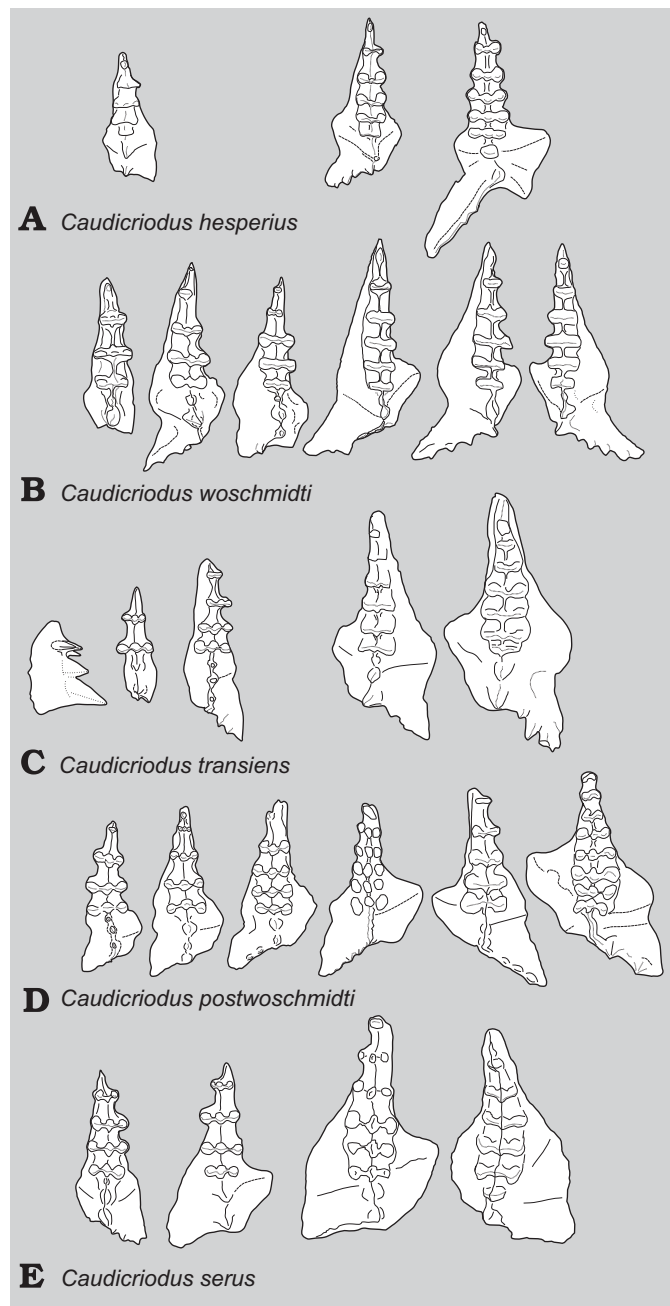 A Caudicriodus hesperius
B Caudicriodus woschmidti
C Caudicriodus transiens
D Caudicriodus postwoschmidti
E Caudicriodus serus